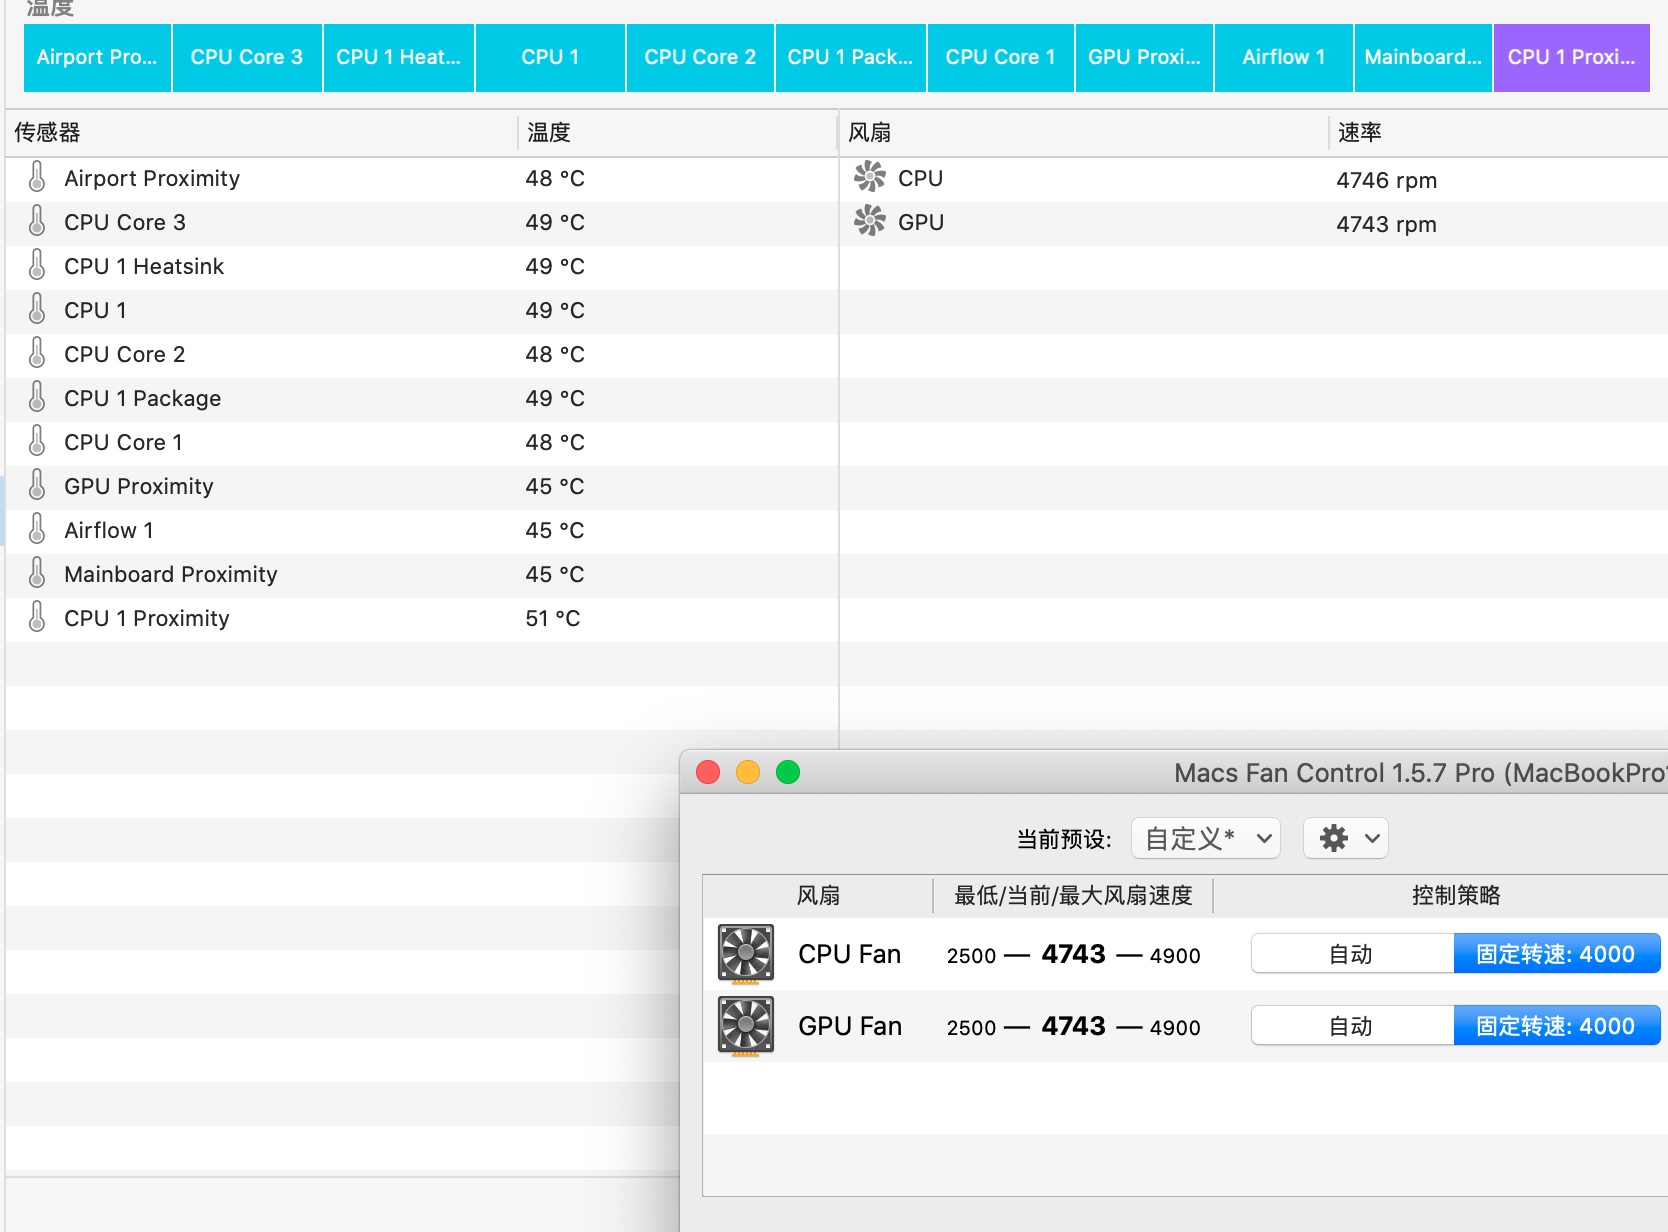 温度
Airport Pro... CPU Core 3 CPU 1 Heat... CPU 1 CPU Core 2 CPU 1 Pack... CPU Core 1 GPU Proxi... Airflow 1 Mainboard... CPU 1 Proxi...
传感器 温度 风扇 速率
Airport Proximity 48 °C CPU 4746 rpm
CPU Core 3 49 °C GPU 4743 rpm
CPU 1 Heatsink 49 °C
CPU 1 49 °C
CPU Core 2 48 °C
CPU 1 Package 49 °C
CPU Core 1 48 °C
GPU Proximity 45 °C
Airflow 1 45 °C
Mainboard Proximity 45 °C
CPU 1 Proximity 51 °C
Macs Fan Control 1.5.7 Pro (MacBookPro
当前预设: 自定义*
风扇 最低/当前/最大风扇速度 控制策略
CPU Fan 2500 — 4743 — 4900 自动 固定转速: 4000
GPU Fan 2500 — 4743 — 4900 自动 固定转速: 4000